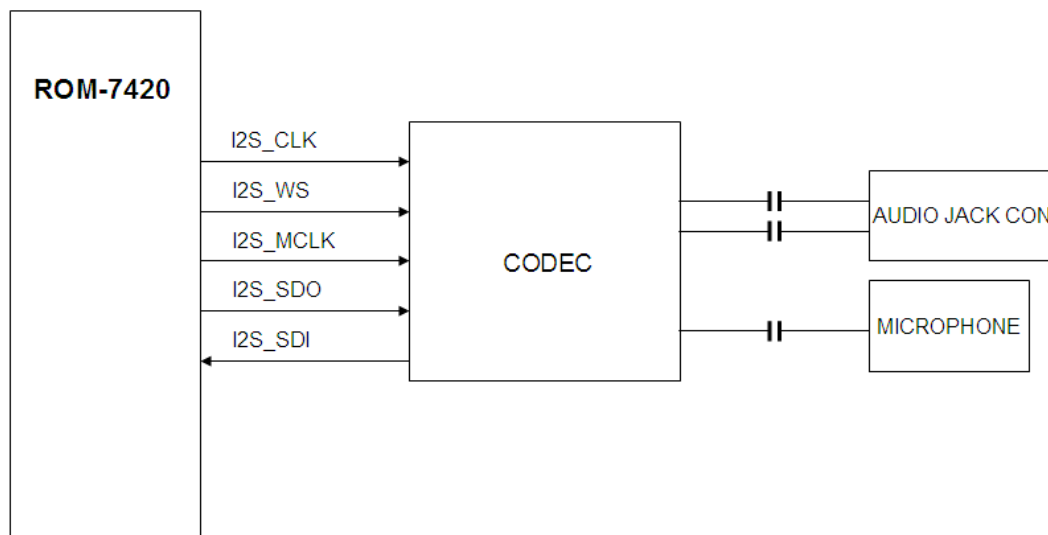 ROM-7420
I2S_CLK
I2S_WS
I2S_MCLK
I2S_SDO
I2S_SDI
CODEC
AUDIO JACK CON
MICROPHONE